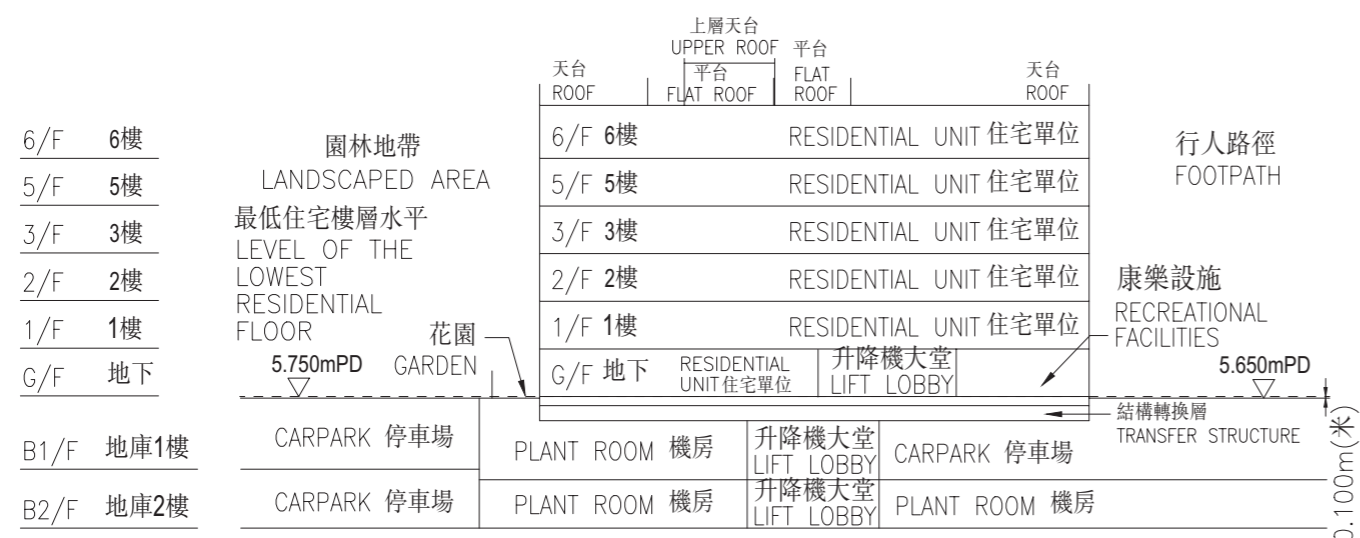 上層天台
UPPER ROOF
平台
FLAT
ROOF
天台
ROOF
平台
FLAT ROOF
天台
ROOF
6/F 6樓
5/F 5樓
3/F 3樓
2/F 2樓
1/F 1樓
G/F 地下
B1/F 地庫1樓
B2/F 地庫2樓
園林地帶
LANDSCAPED AREA
最低住宅樓層水平
LEVEL OF THE
LOWEST
RESIDENTIAL
FLOOR
花園
GARDEN
5.750mPD
6/F 6樓 RESIDENTIAL UNIT 住宅單位
5/F 5樓 RESIDENTIAL UNIT 住宅單位
3/F 3樓 RESIDENTIAL UNIT 住宅單位
2/F 2樓 RESIDENTIAL UNIT 住宅單位
1/F 1樓 RESIDENTIAL UNIT 住宅單位
G/F 地下
RESIDENTIAL
UNIT 住宅單位
升降機大堂
LIFT LOBBY
行人路徑
FOOTPATH
康樂設施
RECREATIONAL
FACILITIES
5.650mPD
結構轉換層
TRANSFER STRUCTURE
0.100m(米)
CARPARK 停車場
PLANT ROOM 機房
升降機大堂
LIFT LOBBY
CARPARK 停車場
CARPARK 停車場
PLANT ROOM 機房
升降機大堂
LIFT LOBBY
PLANT ROOM 機房